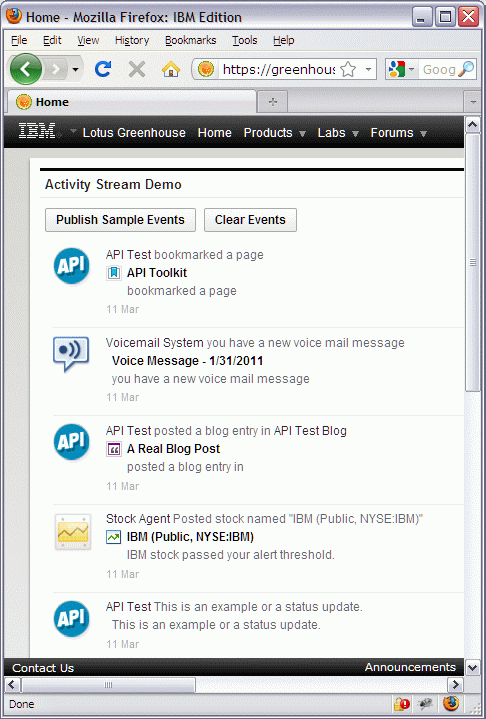 Home - Mozilla Firefox: IBM Edition
File Edit View History Bookmarks Tools Help
https://greenhous Goog
Home
IBM Lotus Greenhouse Home Products Labs Forums
Activity Stream Demo
Publish Sample Events Clear Events
API
API Test bookmarked a page
API Toolkit
bookmarked a page
11 Mar
Voicemail System you have a new voice mail message
Voice Message - 1/31/2011
you have a new voice mail message
11 Mar
API
API Test posted a blog entry in API Test Blog
A Real Blog Post
posted a blog entry in
11 Mar
Stock Agent Posted stock named "IBM (Public, NYSE:IBM)"
IBM (Public, NYSE:IBM)
IBM stock passed your alert threshold.
11 Mar
API
API Test This is an example or a status update.
This is an example or a status update.
11 Mar
Contact Us Announcements
Done